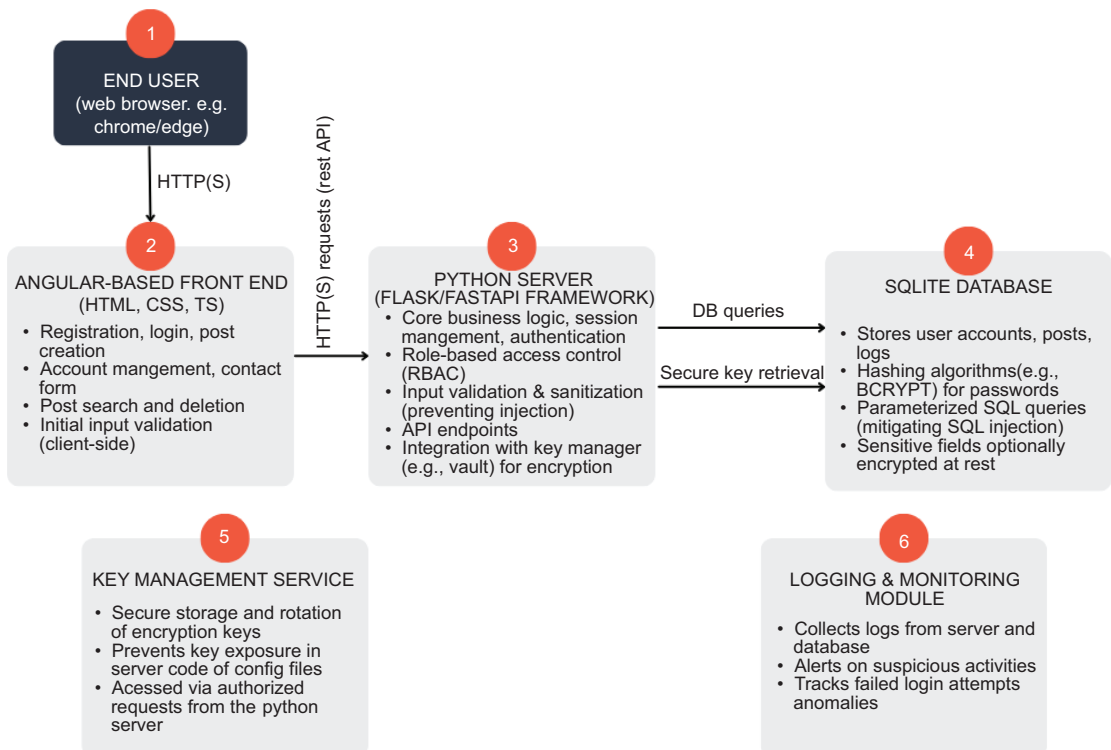 1
END USER
(web browser. e.g.
chrome/edge)
HTTP(S)
HTTP(S) requests (rest API)
2
ANGULAR-BASED FRONT END
(HTML, CSS, TS)
• Registration, login, post
creation
• Account mangement, contact
form
• Post search and deletion
• Initial input validation
(client-side)
3
PYTHON SERVER
(FLASK/FASTAPI FRAMEWORK)
• Core business logic, session
mangement, authentication
• Role-based access control
(RBAC)
• Input validation & sanitization
(preventing injection)
• API endpoints
• Integration with key manager
(e.g., vault) for encryption
DB queries
Secure key retrieval
4
SQLITE DATABASE
• Stores user accounts, posts,
logs
• Hashing algorithms(e.g.,
BCRYPT) for passwords
• Parameterized SQL queries
(mitigating SQL injection)
• Sensitive fields optionally
encrypted at rest
5
KEY MANAGEMENT SERVICE
• Secure storage and rotation
of encryption keys
• Prevents key exposure in
server code of config files
• Acessed via authorized
requests from the python
server
6
LOGGING & MONITORING
MODULE
• Collects logs from server and
database
• Alerts on suspicious activities
• Tracks failed login attempts
anomalies